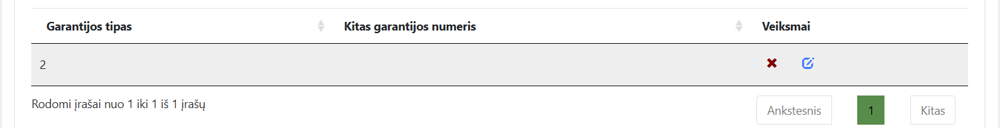 Garantijos tipas Kitas garantijos numeris Veiksmai
2
Rodomi įrašai nuo 1 iki 1 iš 1 įrašų Ankstesnis 1 Kitas